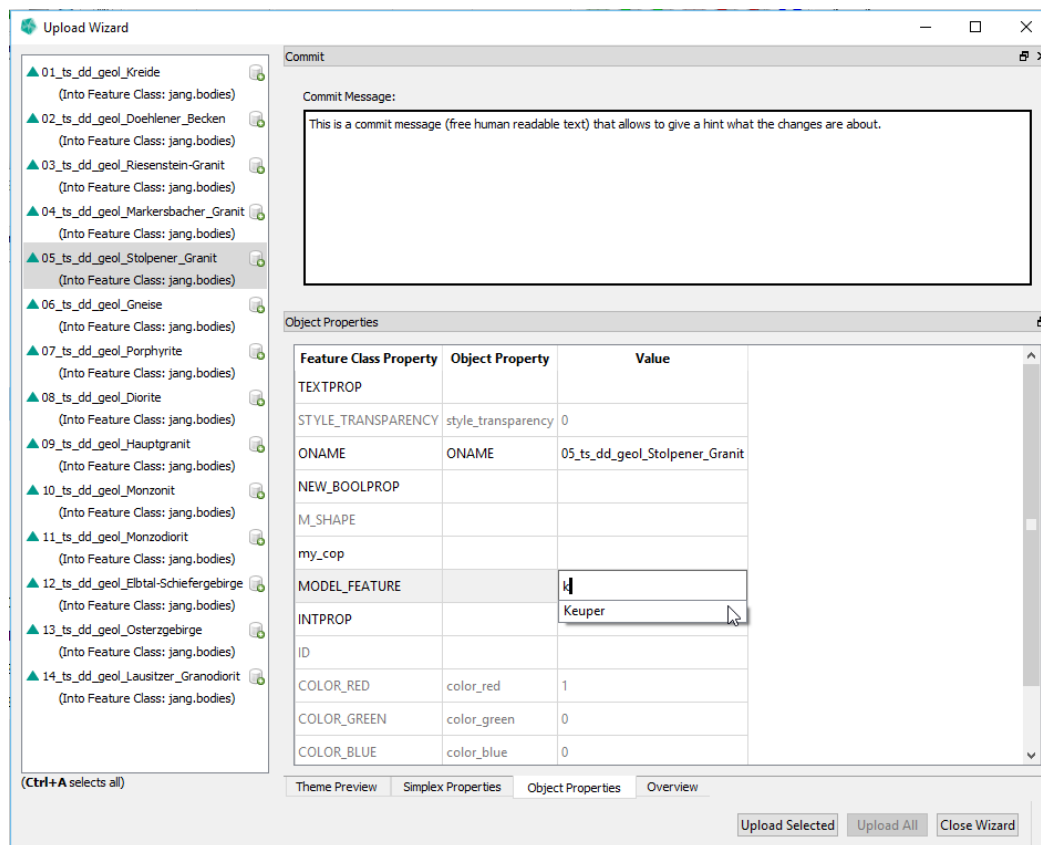 Upload Wizard
01_ts_dd_geol_Kreide
(Into Feature Class: jang.bodies)
02_ts_dd_geol_Doehlener_Becken
(Into Feature Class: jang.bodies)
03_ts_dd_geol_Riesenstein-Granit
(Into Feature Class: jang.bodies)
04_ts_dd_geol_Markersbacher_Granit
(Into Feature Class: jang.bodies)
05_ts_dd_geol_Stolpener_Granit
(Into Feature Class: jang.bodies)
06_ts_dd_geol_Gneise
(Into Feature Class: jang.bodies)
07_ts_dd_geol_Porphyrite
(Into Feature Class: jang.bodies)
08_ts_dd_geol_Diorite
(Into Feature Class: jang.bodies)
09_ts_dd_geol_Hauptgranit
(Into Feature Class: jang.bodies)
10_ts_dd_geol_Monzonit
(Into Feature Class: jang.bodies)
11_ts_dd_geol_Monzodiorit
(Into Feature Class: jang.bodies)
12_ts_dd_geol_Elbtal-Schiefergebirge
(Into Feature Class: jang.bodies)
13_ts_dd_geol_Osterzgebirge
(Into Feature Class: jang.bodies)
14_ts_dd_geol_Lausitzer_Granodiorit
(Into Feature Class: jang.bodies)
(Ctrl+A selects all)
Commit
Commit Message:
This is a commit message (free human readable text) that allows to give a hint what the changes are about.
Object Properties
Feature Class Property Object Property Value
TEXTPROP
STYLE_TRANSPARENCY style_transparency 0
ONAME ONAME 05_ts_dd_geol_Stolpener_Granit
NEW_BOOLPROP
M_SHAPE
my_cop
MODEL_FEATURE k
Keuper
INTPROP
ID
COLOR_RED color_red 1
COLOR_GREEN color_green 0
COLOR_BLUE color_blue 0
Theme Preview Simplex Properties Object Properties Overview
Upload Selected Upload All Close Wizard